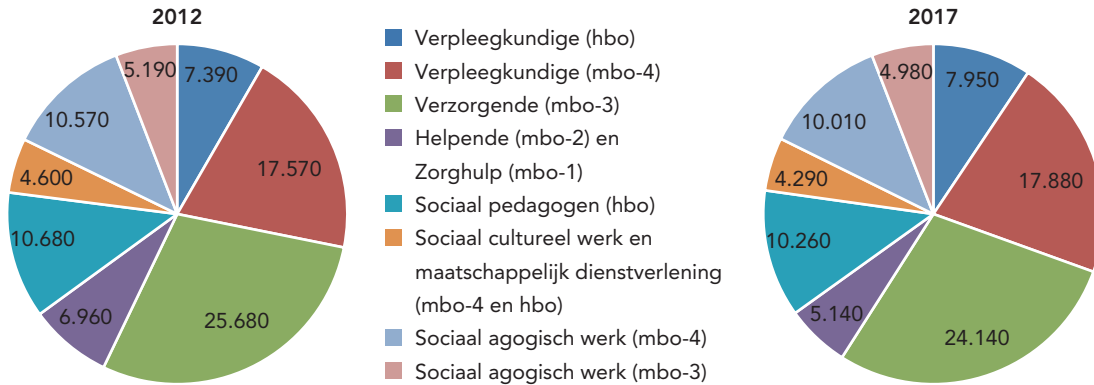 2012
5.190
7.390
10.570
17.570
4.600
10.680
6.960
25.680
Verpleegkundige (hbo)
Verpleegkundige (mbo-4)
Verzorgende (mbo-3)
Helpende (mbo-2) en
Zorghulp (mbo-1)
Sociaal pedagogen (hbo)
Sociaal cultureel werk en
maatschappelijk dienstverlening
(mbo-4 en hbo)
Sociaal agogisch werk (mbo-4)
Sociaal agogisch werk (mbo-3)
2017
4.980
7.950
10.010
17.880
4.290
10.260
5.140
24.140